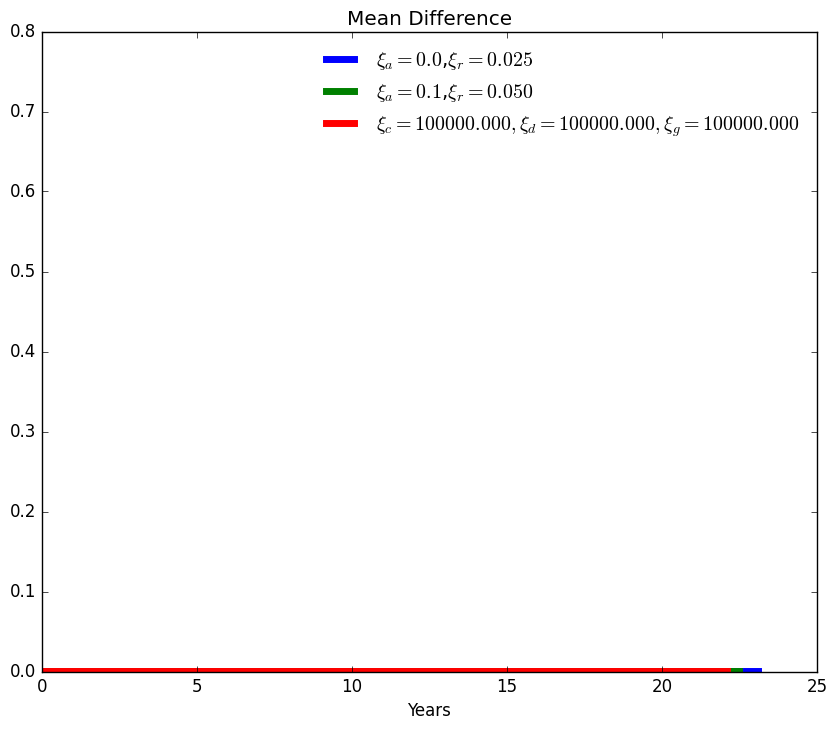 Mean Difference
0.8
ξ_a = 0.0, ξ_r = 0.025
ξ_a = 0.1, ξ_r = 0.050
0.7
ξ_c = 100000.000, ξ_d = 100000.000, ξ_g = 100000.000
0.6
0.5
0.4
0.3
0.2
0.1
0.0
0 5 10 15 20 25
Years